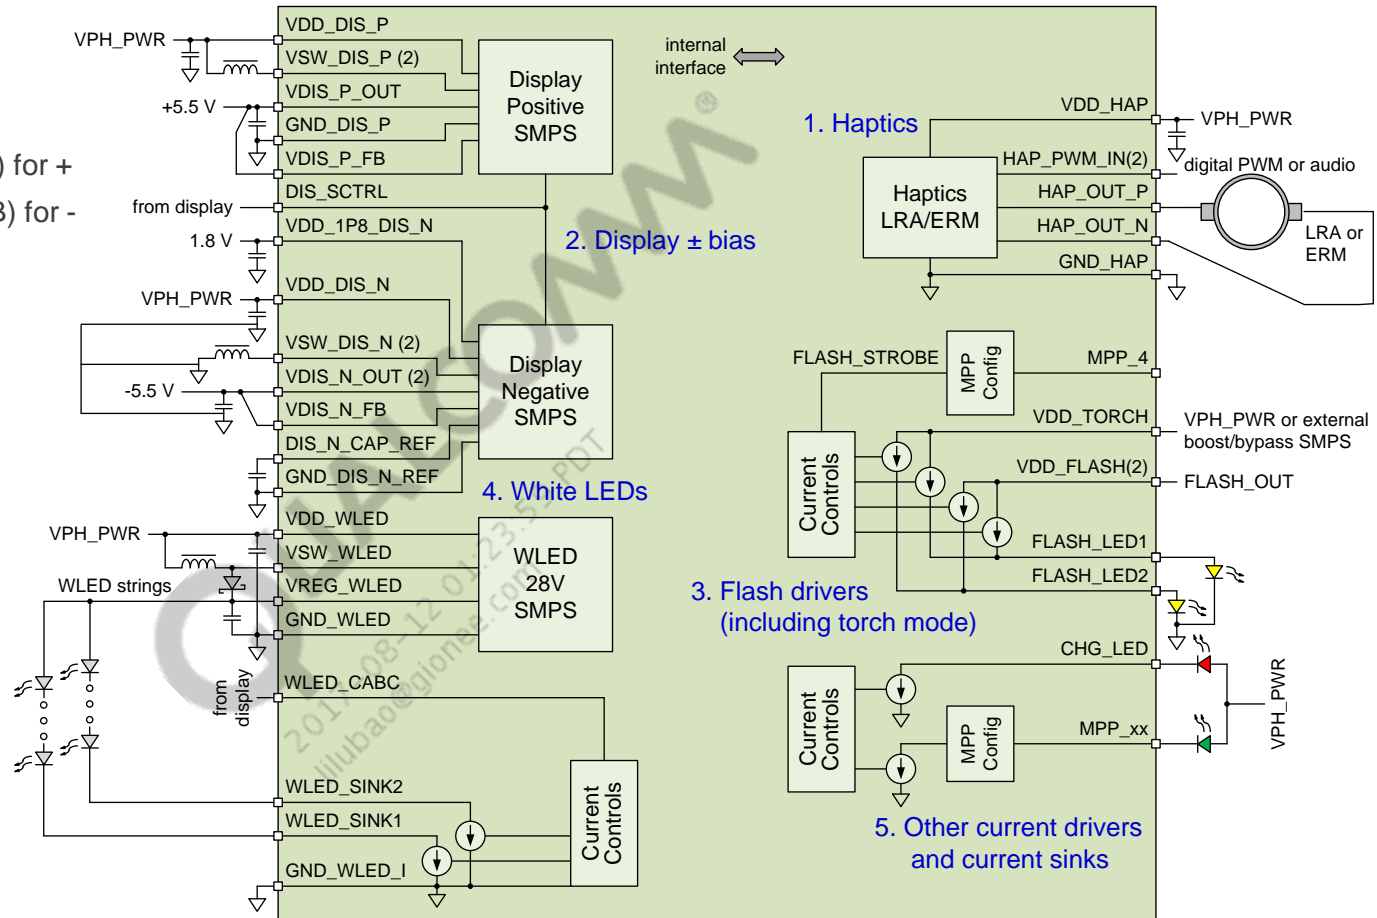 VDD_DIS_P
VPH_PWR
VSW_DIS_P (2)
VDIS_P_OUT
+5.5 V
GND_DIS_P
VDIS_P_FB
Display
Positive
SMPS
) for +
3) for -
DIS_SCTRL
from display
VDD_1P8_DIS_N
1.8 V
2. Display ± bias
VDD_DIS_N
VPH_PWR
VSW_DIS_N (2)
VDIS_N_OUT (2)
-5.5 V
VDIS_N_FB
DIS_N_CAP_REF
GND_DIS_N_REF
Display
Negative
SMPS
4. White LEDs
VDD_WLED
VPH_PWR
VSW_WLED
WLED strings
VREG_WLED
GND_WLED
WLED
28V
SMPS
WLED_CABC
from
display
WLED_SINK2
WLED_SINK1
GND_WLED_I
Current
Controls
internal
interface
1. Haptics
VDD_HAP
VPH_PWR
HAP_PWM_IN(2)
digital PWM or audio
HAP_OUT_P
HAP_OUT_N
GND_HAP
Haptics
LRA/ERM
LRA or
ERM
FLASH_STROBE
MPP
Config
MPP_4
VDD_TORCH
VPH_PWR or external
boost/bypass SMPS
VDD_FLASH(2)
FLASH_OUT
Current
Controls
FLASH_LED1
FLASH_LED2
3. Flash drivers
(including torch mode)
CHG_LED
Current
Controls
MPP
Config
MPP_xx
VPH_PWR
5. Other current drivers
and current sinks
QUALCOMM®